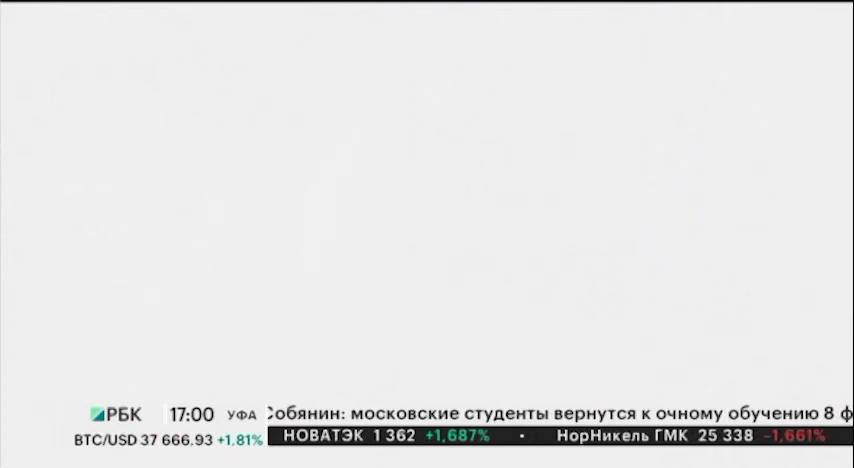 РБК 17:00 УФА Собянин: московские студенты вернутся к очному обучению 8
BTC/USD 37 666,93 +1,81% НОВАТЭК 1 362 +1,687% • НорНикель ГМК 25 338 -1,661%